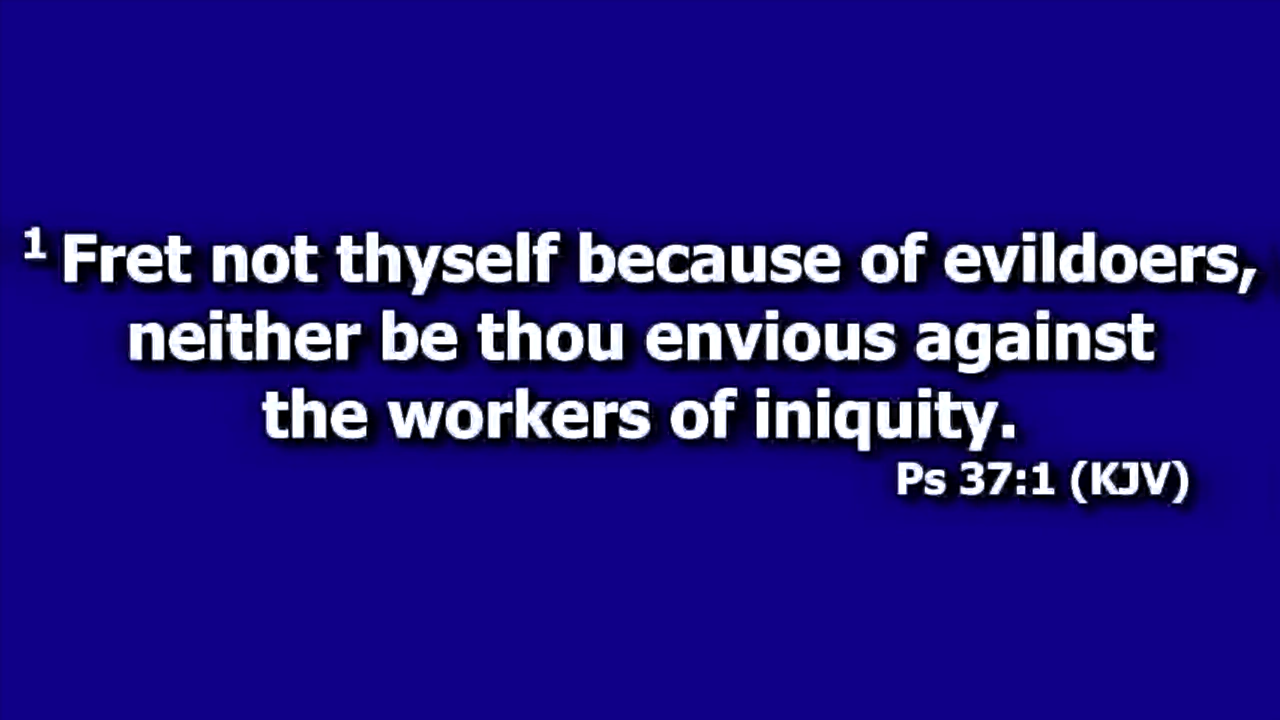 1 Fret not thyself because of evildoers,
neither be thou envious against
the workers of iniquity.
Ps 37:1 (KJV)